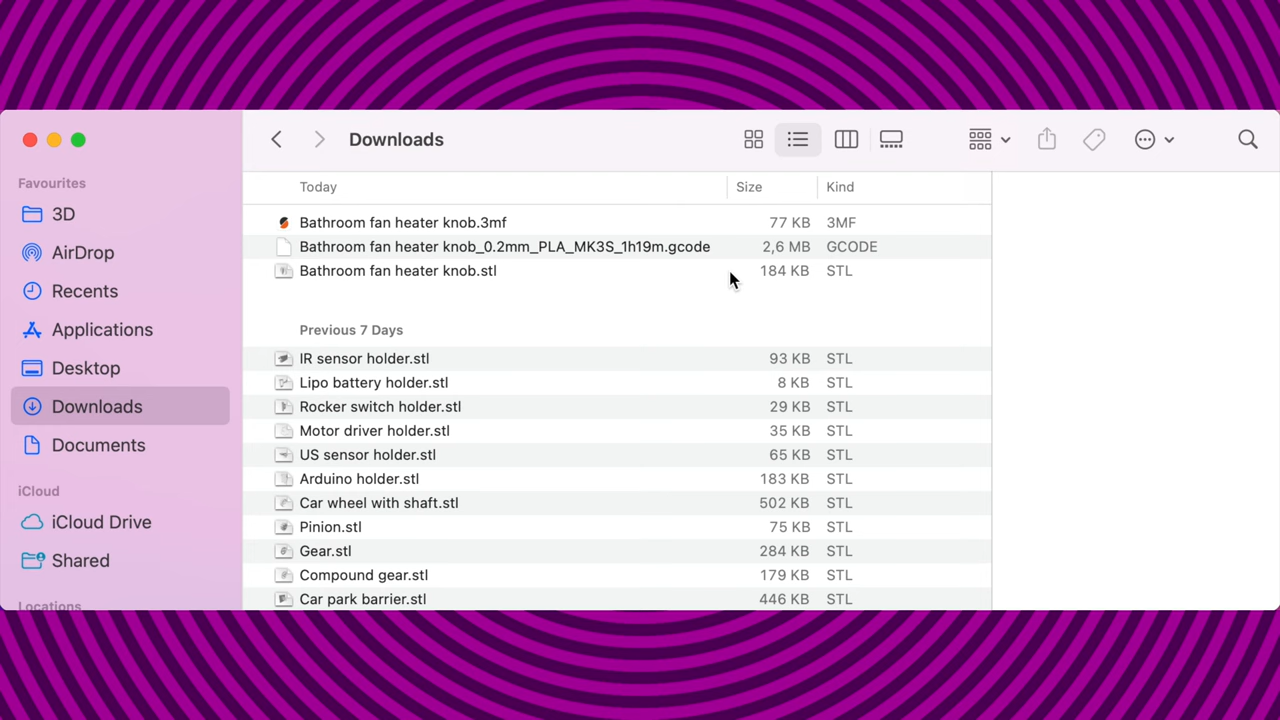 Downloads
Favourites
3D
AirDrop
Recents
Applications
Desktop
Downloads
Documents
iCloud
iCloud Drive
Shared
Locations
Today Size Kind
Bathroom fan heater knob.3mf 77 KB 3MF
Bathroom fan heater knob_0.2mm_PLA_MK3S_1h19m.gcode 2,6 MB GCODE
Bathroom fan heater knob.stl 184 KB STL
Previous 7 Days
IR sensor holder.stl 93 KB STL
Lipo battery holder.stl 8 KB STL
Rocker switch holder.stl 29 KB STL
Motor driver holder.stl 35 KB STL
US sensor holder.stl 65 KB STL
Arduino holder.stl 183 KB STL
Car wheel with shaft.stl 502 KB STL
Pinion.stl 75 KB STL
Gear.stl 284 KB STL
Compound gear.stl 179 KB STL
Car park barrier.stl 446 KB STL